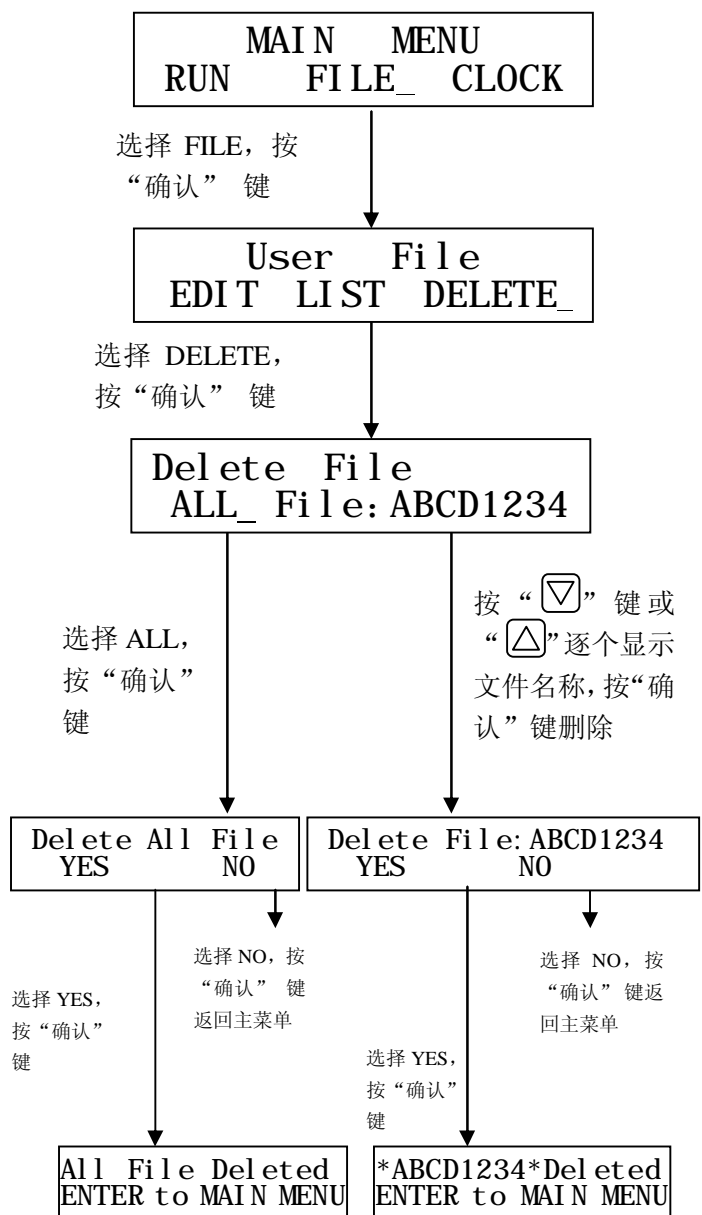 MAIN MENU
RUN FILE_ CLOCK
选择 FILE，按
“确认” 键
User File
EDIT LIST DELETE_
选择 DELETE，
按“确认” 键
Delete File
ALL_ File:ABCD1234
选择 ALL，
按“确认”
键
按“▽”键或
“△”逐个显示
文件名称，按“确
认”键删除
Delete All File
YES NO
Delete File:ABCD1234
YES NO
选择 NO，按
“确认” 键
返回主菜单
选择 YES，
按“确认”
键
选择 NO，按
“确认” 键返
回主菜单
选择 YES，
按“确认”
键
All File Deleted
ENTER to MAIN MENU
*ABCD1234*Deleted
ENTER to MAIN MENU